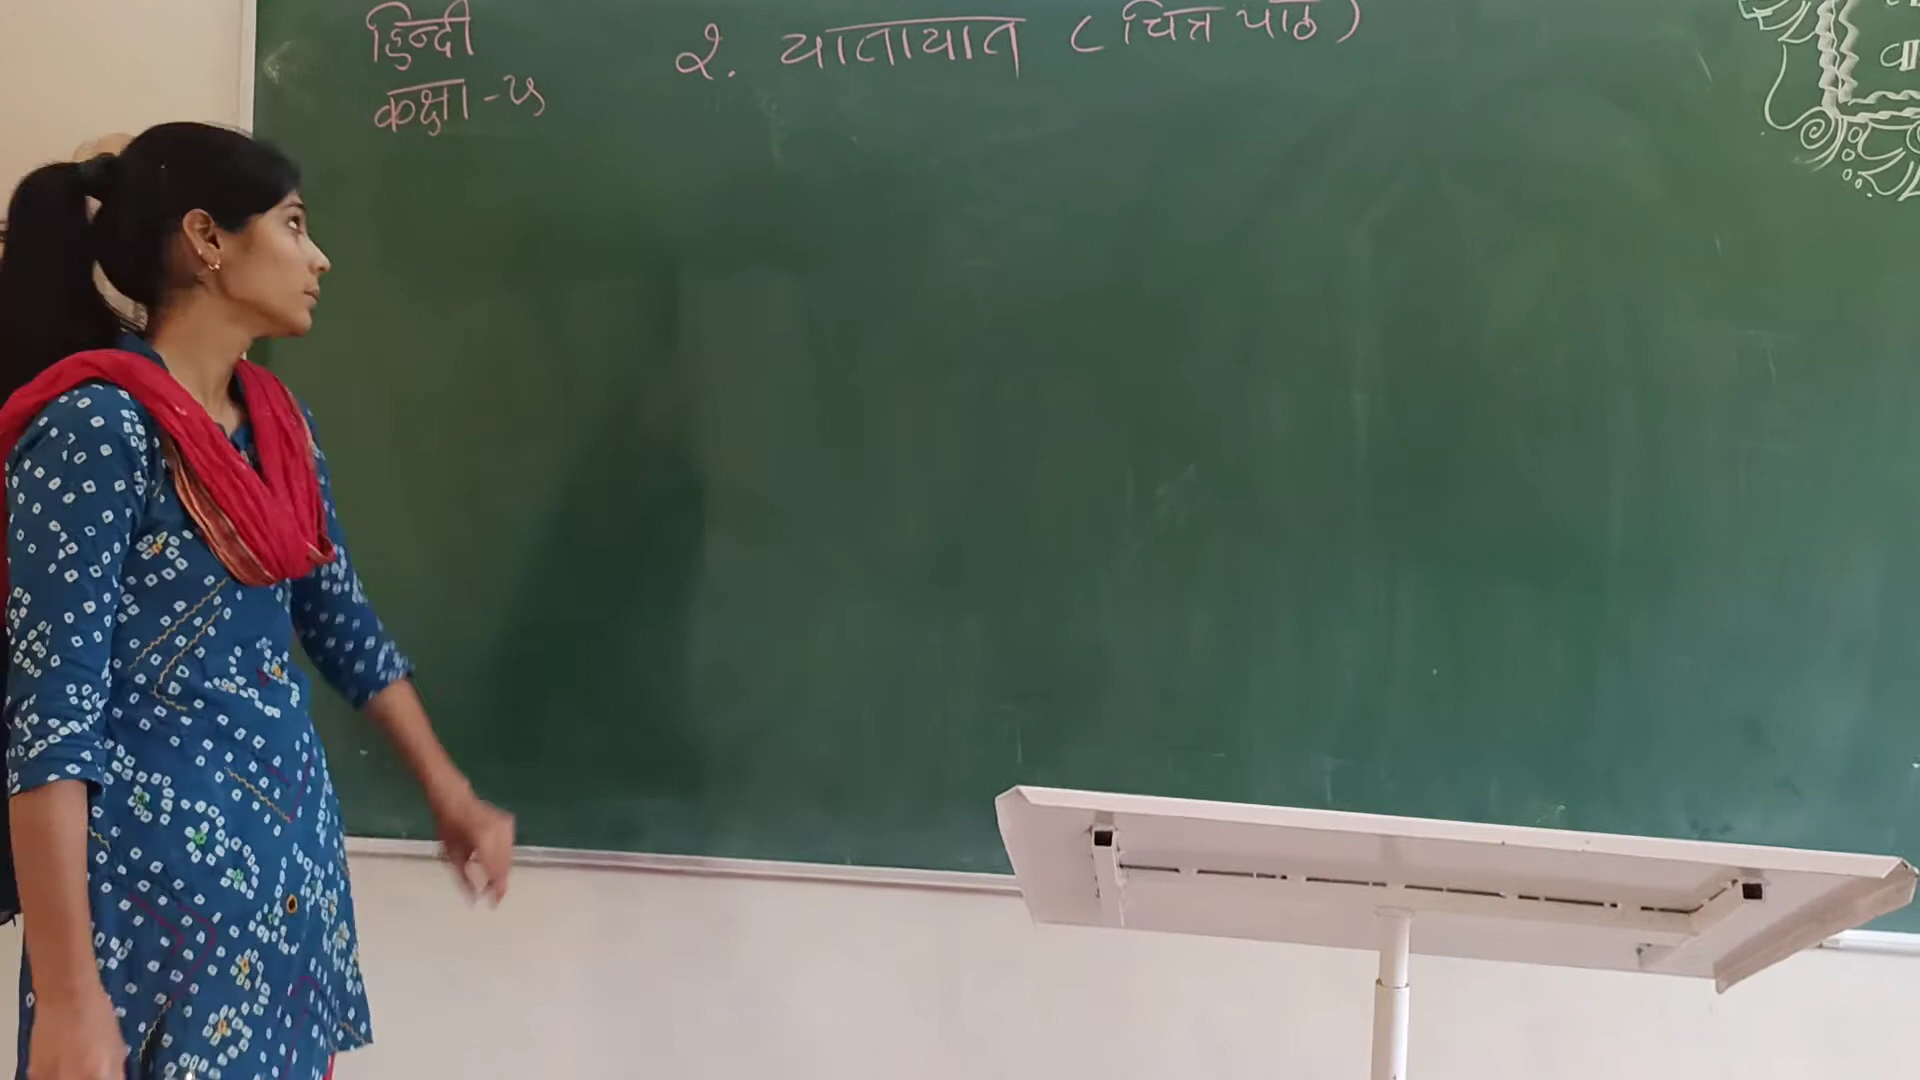 हिन्दी
कक्षा - ५
२. यातायात (चित्र पाठ)